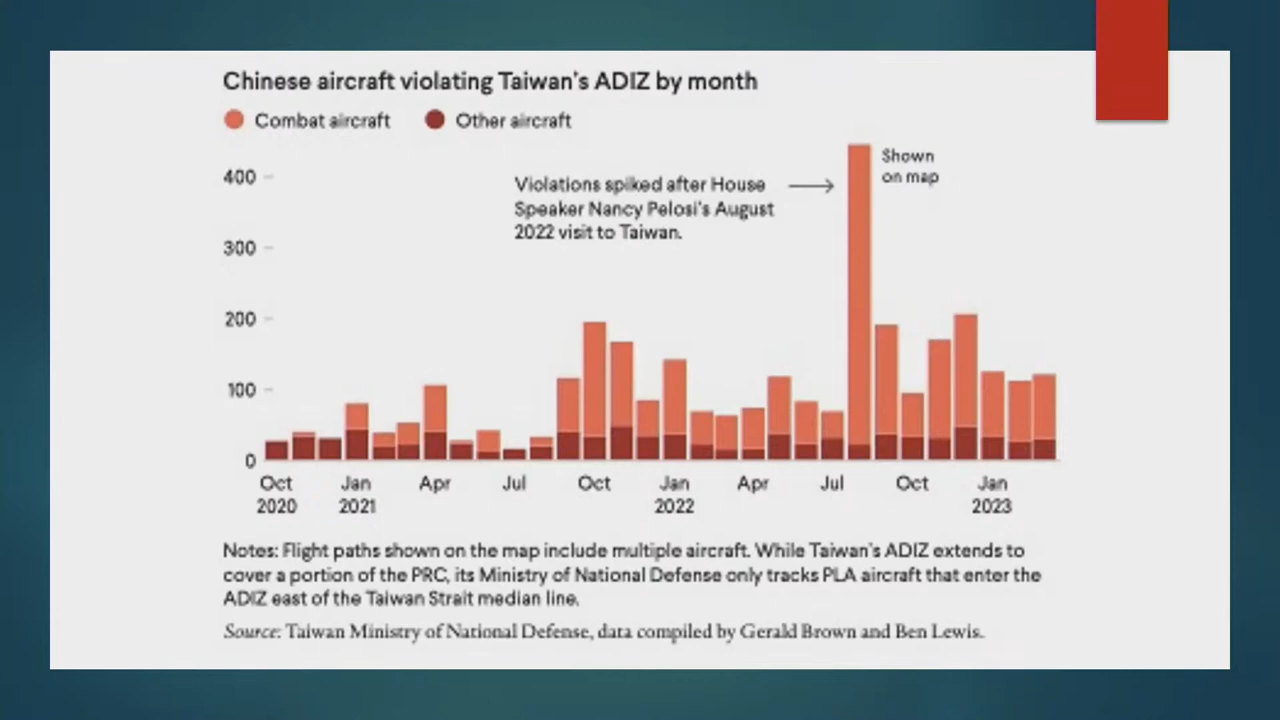 Chinese aircraft violating Taiwan's ADIZ by month
Combat aircraft Other aircraft
Shown
on map
400
Violations spiked after House
Speaker Nancy Pelosi's August
2022 visit to Taiwan.
300
200
100
0
Oct Jan Apr Jul Oct Jan Apr Jul Oct Jan
2020 2021 2022 2023
Notes: Flight paths shown on the map include multiple aircraft. While Taiwan's ADIZ extends to
cover a portion of the PRC, its Ministry of National Defense only tracks PLA aircraft that enter the
ADIZ east of the Taiwan Strait median line.
Source: Taiwan Ministry of National Defense, data compiled by Gerald Brown and Ben Lewis.